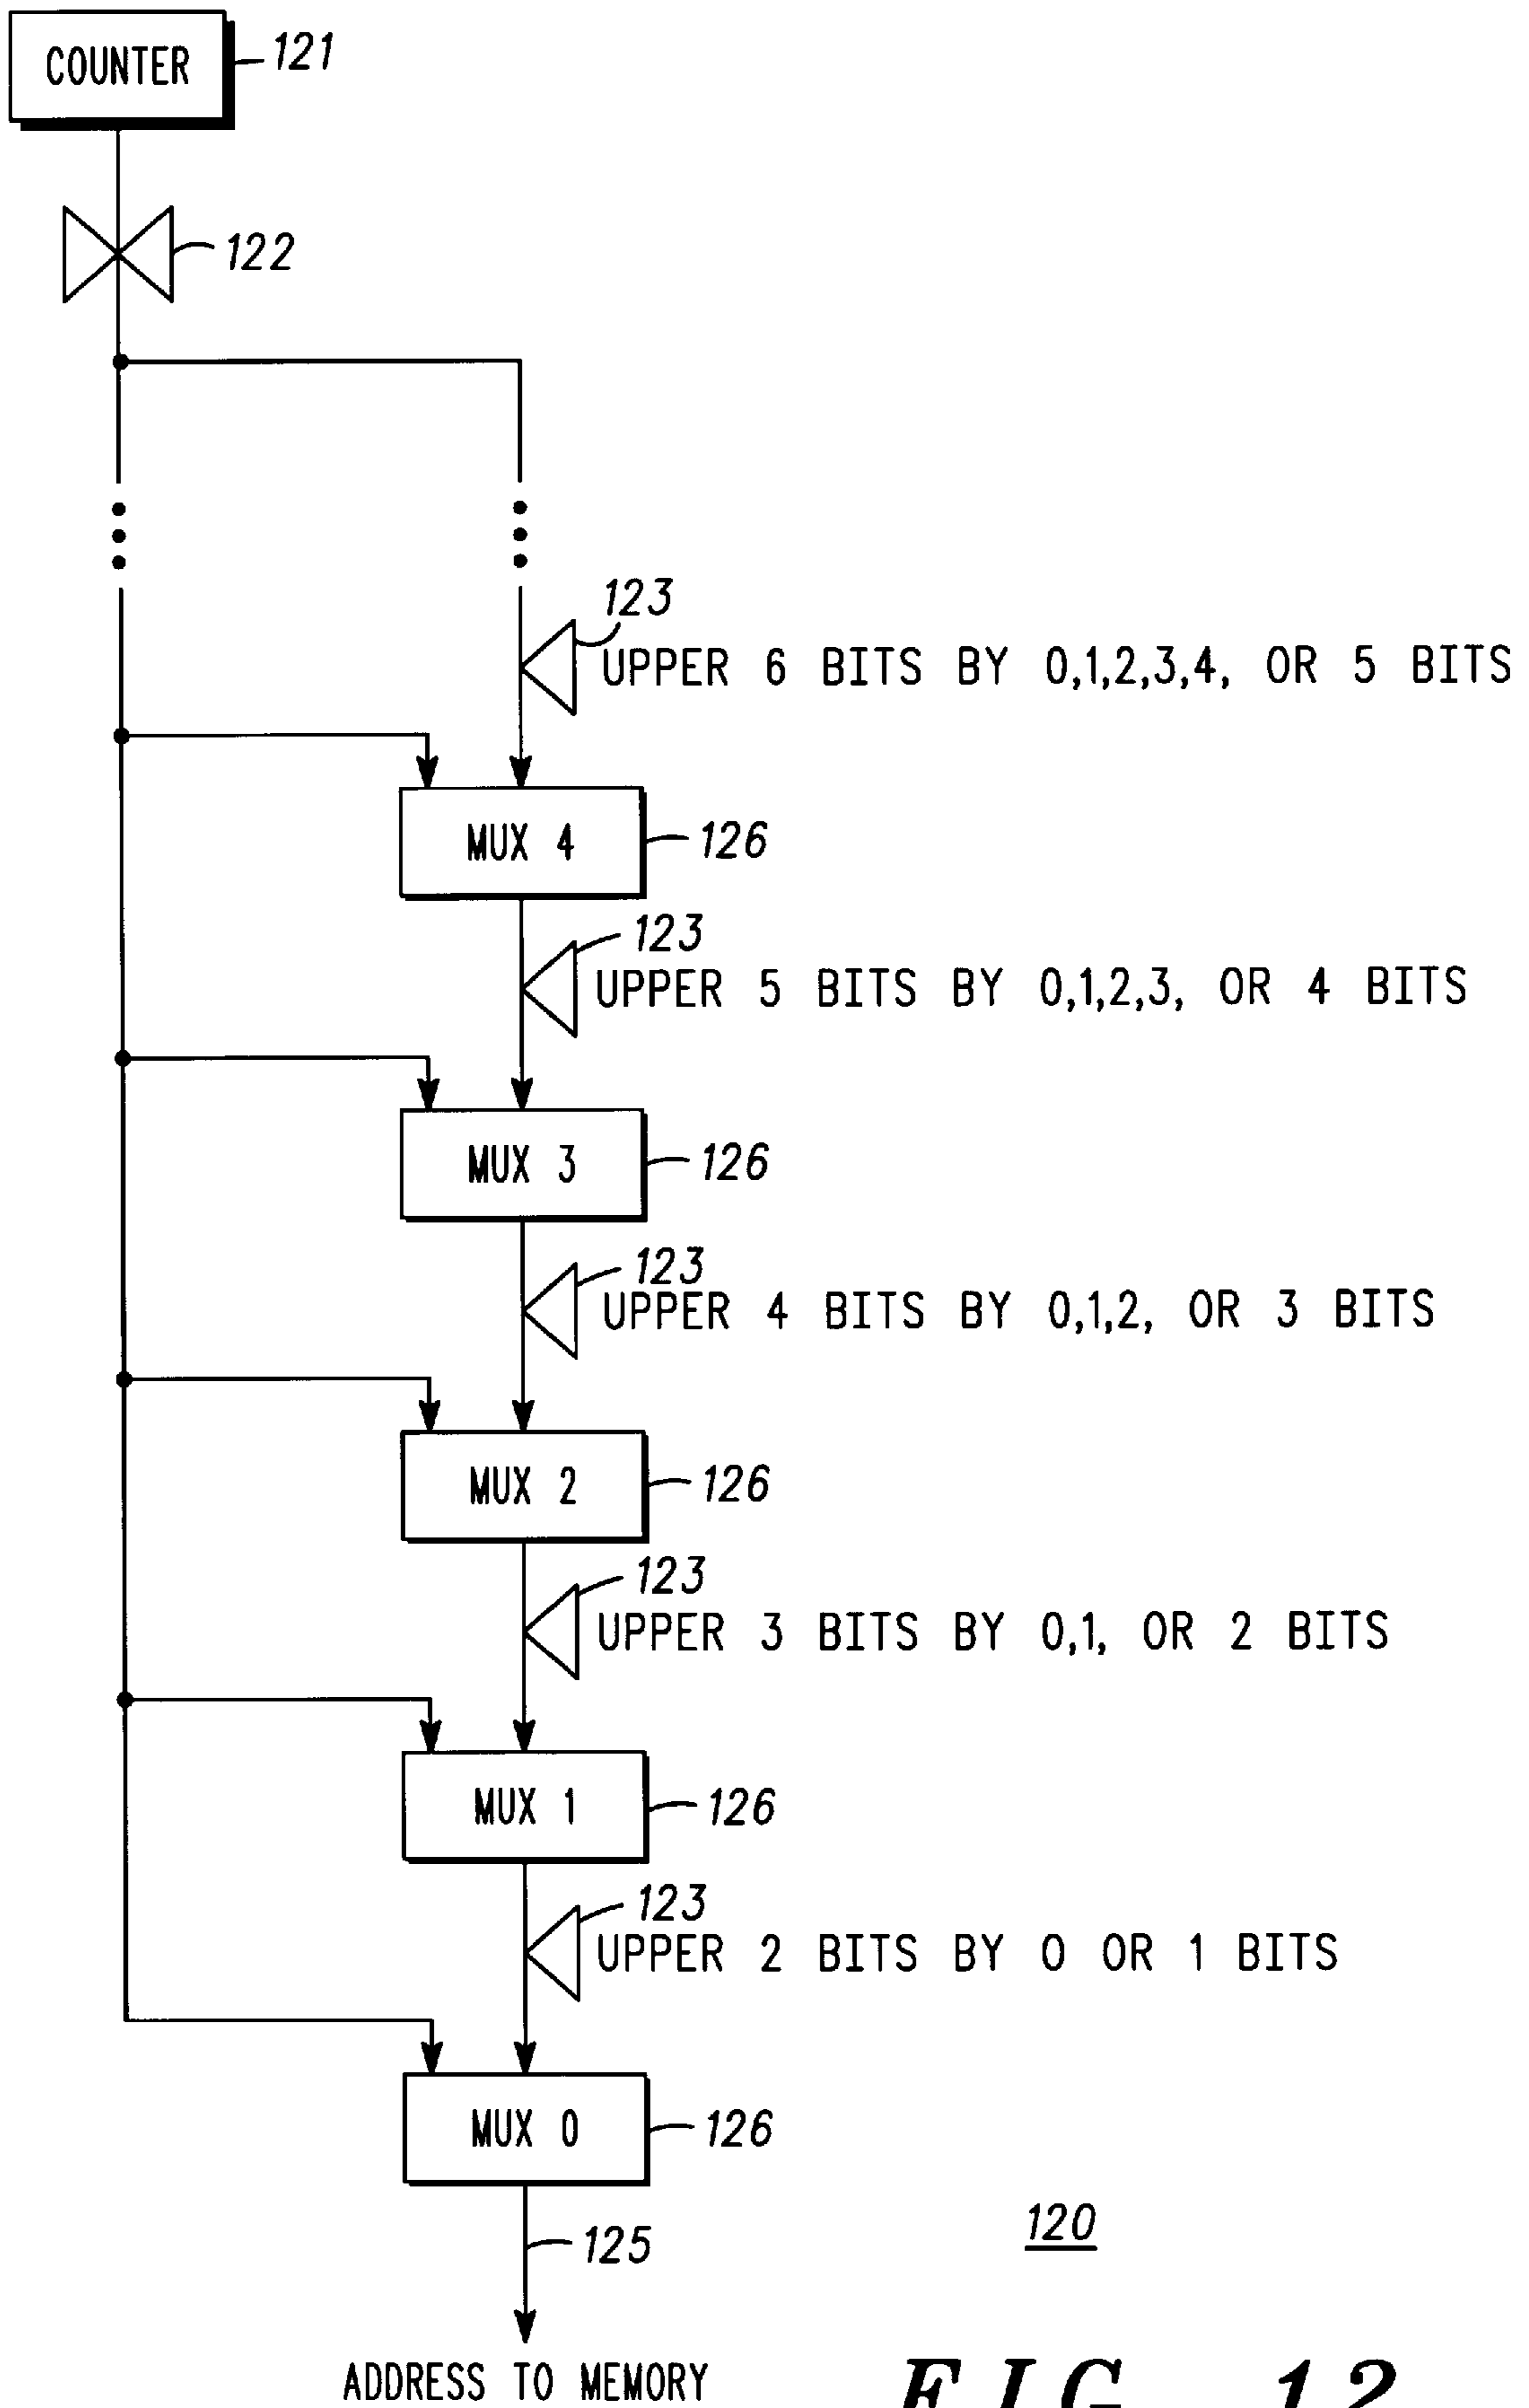 COUNTER
121
122
123
UPPER 6 BITS BY 0,1,2,3,4, OR 5 BITS
MUX 4
126
123
UPPER 5 BITS BY 0,1,2,3, OR 4 BITS
MUX 3
126
123
UPPER 4 BITS BY 0,1,2, OR 3 BITS
MUX 2
126
123
UPPER 3 BITS BY 0,1, OR 2 BITS
MUX 1
126
123
UPPER 2 BITS BY 0 OR 1 BITS
MUX 0
126
125
120
ADDRESS TO MEMORY
FIG. 12